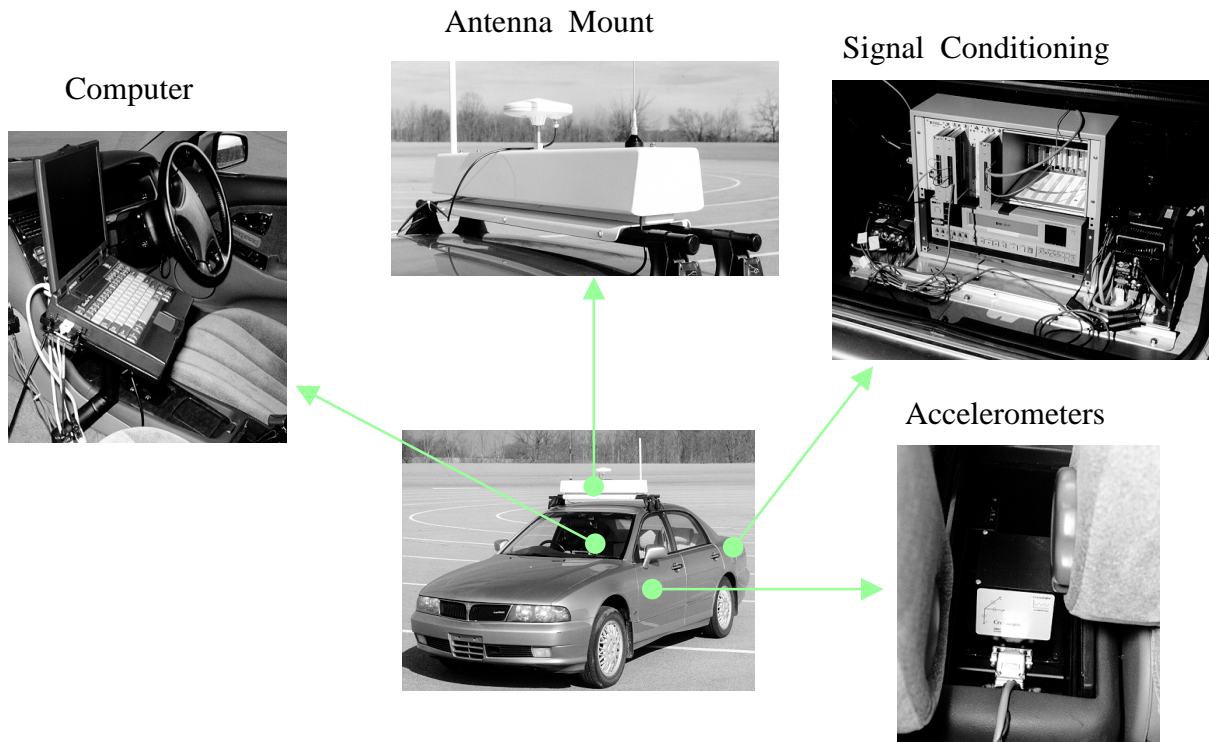 Antenna Mount
Signal Conditioning
Computer
Accelerometers